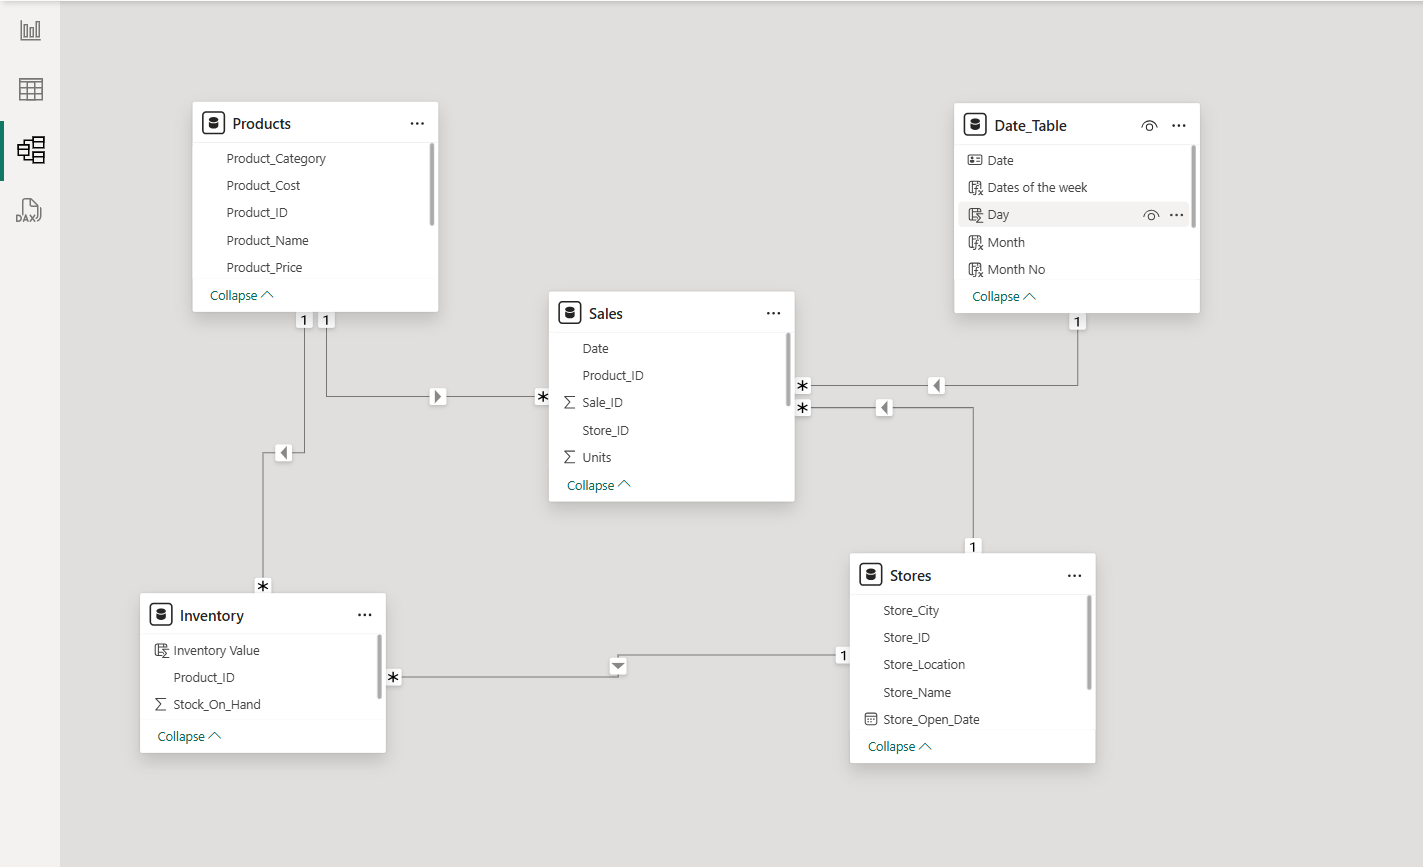 DAX
Products
Product_Category
Product_Cost
Product_ID
Product_Name
Product_Price
Collapse
1 1
Date_Table
Date
Dates of the week
Day
Month
Month No
Collapse
1
Sales
Date
Product_ID
Sale_ID
Store_ID
Units
Collapse
*
*
*
1
Stores
Store_City
Store_ID
Store_Location
Store_Name
Store_Open_Date
Collapse
1
*
Inventory
Inventory Value
Product_ID
Stock_On_Hand
Collapse
*